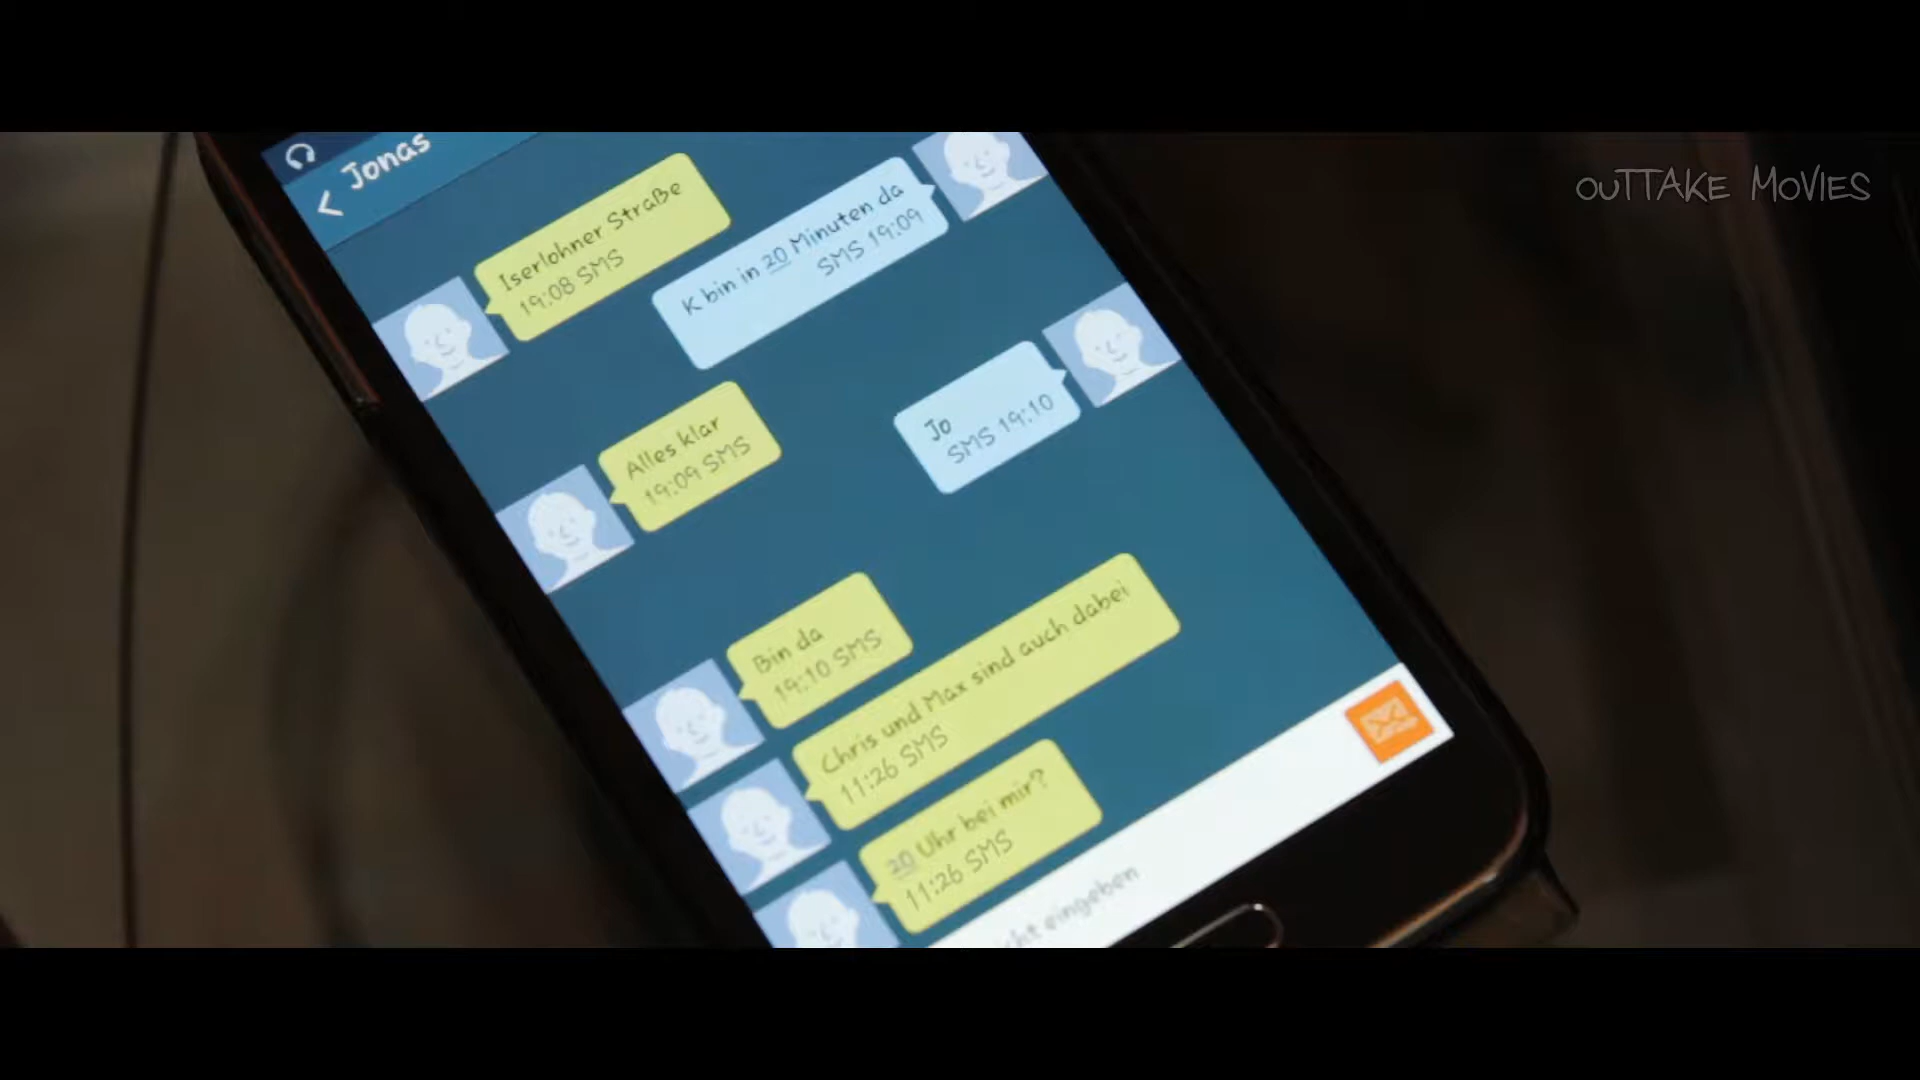 OUTTAKE MOVIES
Jonas
Iserlohner Straße
19:08 SMS
K bin in 20 Minuten da
SMS 19:09
Alles klar
19:09 SMS
Jo
SMS 19:10
Bin da
19:10 SMS
Chris und Max sind auch dabei
11:26 SMS
20 Uhr bei mir?
11:26 SMS
eingeben